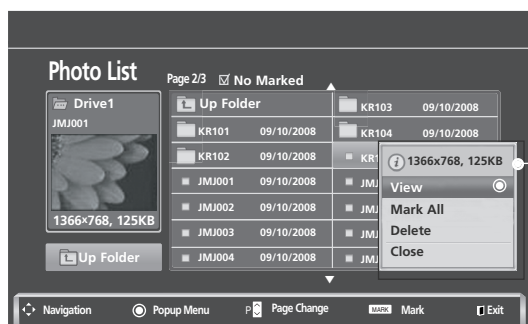 Photo List
Page 2/3 No Marked
Drive1
JMJ001
1366x768, 125KB
Up Folder
Up Folder
KR101 09/10/2008
KR102 09/10/2008
JMJ001 09/10/2008
JMJ002 09/10/2008
JMJ003 09/10/2008
JMJ004 09/10/2008
KR103 09/10/2008
KR104 09/10/2008
1366x768, 125KB
View
Mark All
Delete
Close
Navigation Popup Menu P Page Change MARK Mark Exit